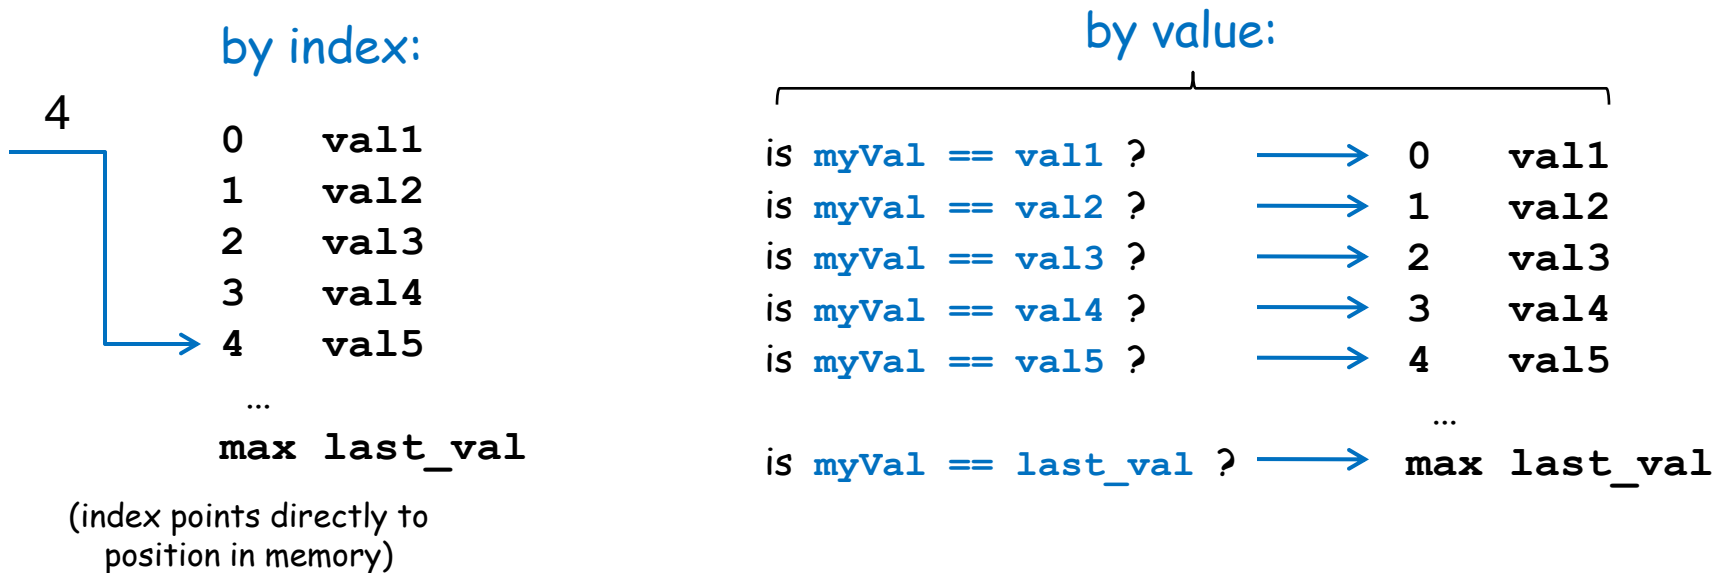 by index:
4
0 val1
1 val2
2 val3
3 val4
4 val5
...
max last_val
(index points directly to
position in memory)
by value:
is myVal == val1 ? 0 val1
is myVal == val2 ? 1 val2
is myVal == val3 ? 2 val3
is myVal == val4 ? 3 val4
is myVal == val5 ? 4 val5
...
is myVal == last_val ? max last_val